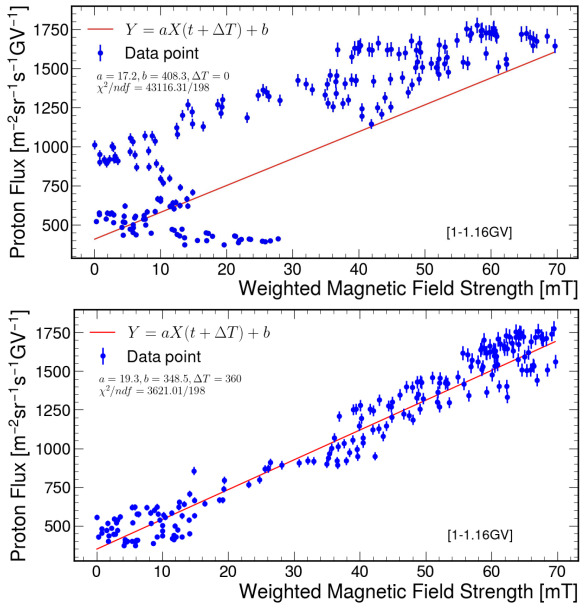 1750
1500
1250
1000
750
500
Proton Flux [m⁻²sr⁻¹s⁻¹GV⁻¹]
Y = aX(t + ΔT) + b
Data point
a = 17.2, b = 408.3, ΔT = 0
χ²/ndf = 43116.31/198
[1-1.16GV]
0 10 20 30 40 50 60 70
Weighted Magnetic Field Strength [mT]
1750
1500
1250
1000
750
500
Proton Flux [m⁻²sr⁻¹s⁻¹GV⁻¹]
Y = aX(t + ΔT) + b
Data point
a = 19.3, b = 348.5, ΔT = 360
χ²/ndf = 3621.01/198
[1-1.16GV]
0 10 20 30 40 50 60 70
Weighted Magnetic Field Strength [mT]